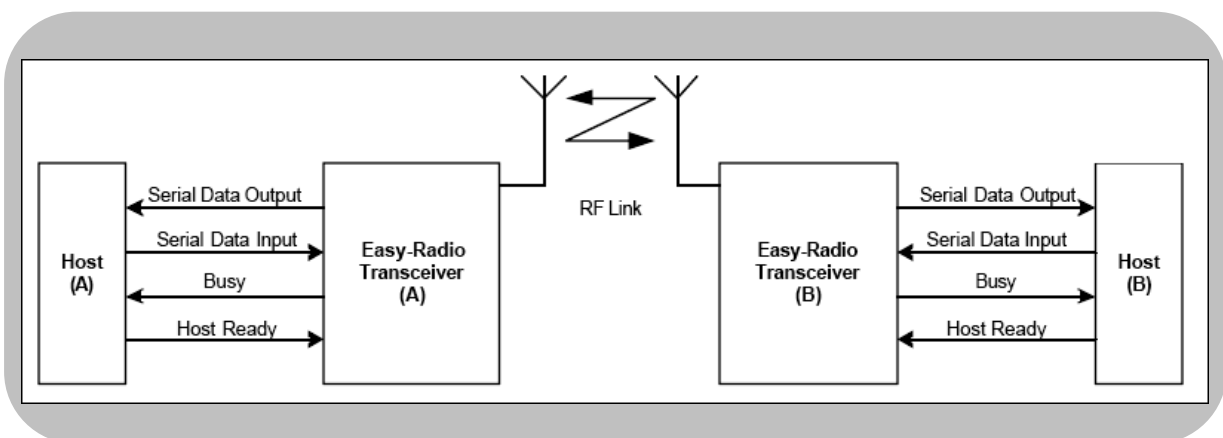 Serial Data Output
Serial Data Input
Busy
Host Ready
Host
(A)
Easy-Radio
Transceiver
(A)
RF Link
Easy-Radio
Transceiver
(B)
Serial Data Output
Serial Data Input
Busy
Host Ready
Host
(B)